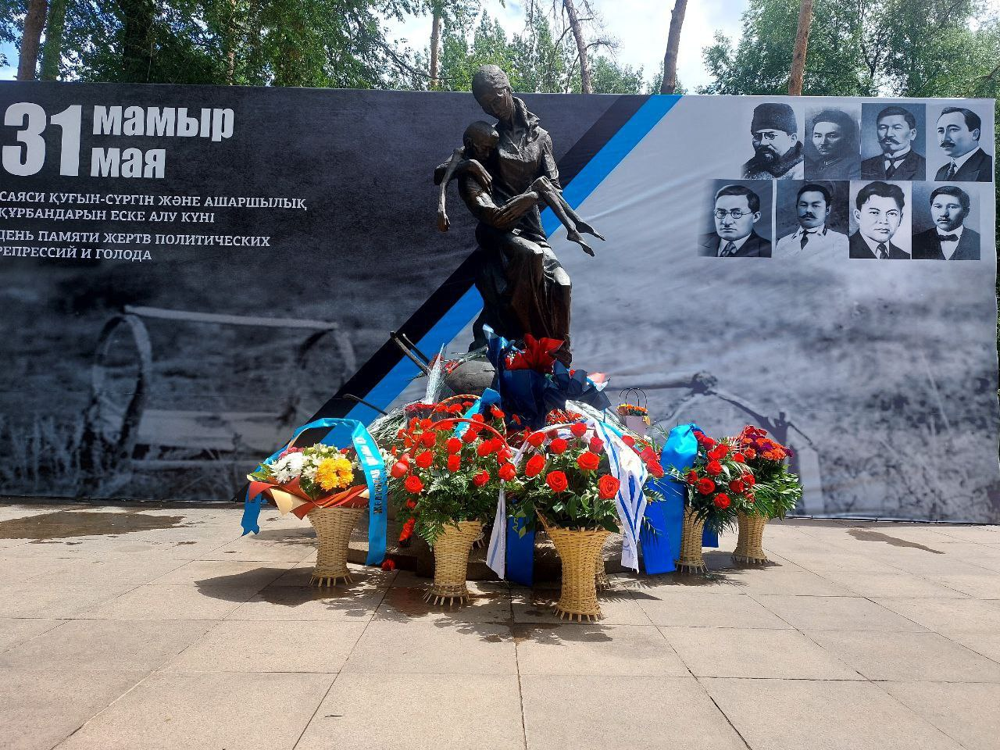 31 мамыр
мая
САЯСИ ҚУҒЫН-СҮРГІН ЖӘНЕ АШАРШЫЛЫҚ
ҚҰРБАНДАРЫН ЕСКЕ АЛУ КҮНІ
ДЕНЬ ПАМЯТИ ЖЕРТВ ПОЛИТИЧЕСКИХ
РЕПРЕССИЙ И ГОЛОДА